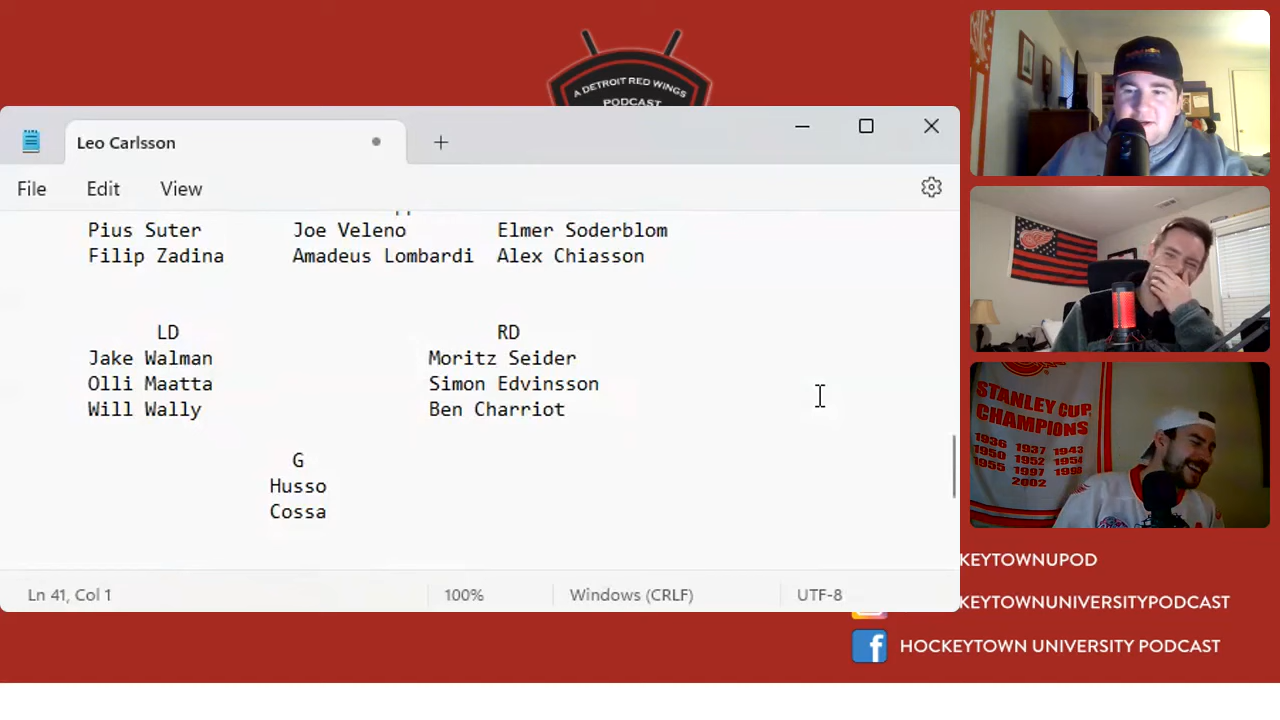 A DETROIT RED WINGS
PODCAST
Leo Carlsson
File Edit View
Pius Suter Joe Veleno Elmer Soderblom
Filip Zadina Amadeus Lombardi Alex Chiasson
LD RD
Jake Walman Moritz Seider
Olli Maatta Simon Edvinsson
Will Wally Ben Charriot
G
Husso
Cossa
Ln 41, Col 1 100% Windows (CRLF) UTF-8
STANLEY CUP
CHAMPIONS
1936 1937 1943
1950 1952 1954
1955 1997 1998
2002
KEYTOWNUPOD
KEYTOWNUNIVERSITYPODCAST
HOCKEYTOWN UNIVERSITY PODCAST